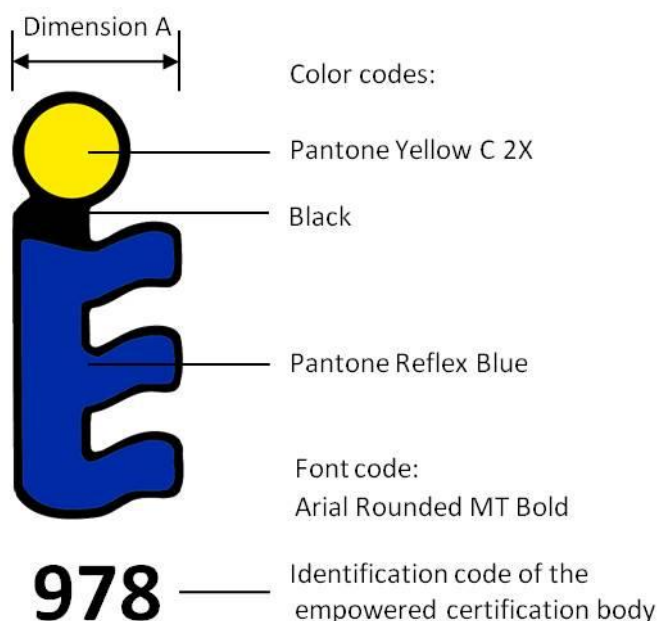 Dimension A
Color codes:
Pantone Yellow C 2X
Black
Pantone Reflex Blue
Font code:
Arial Rounded MT Bold
978
Identification code of the
empowered certification body